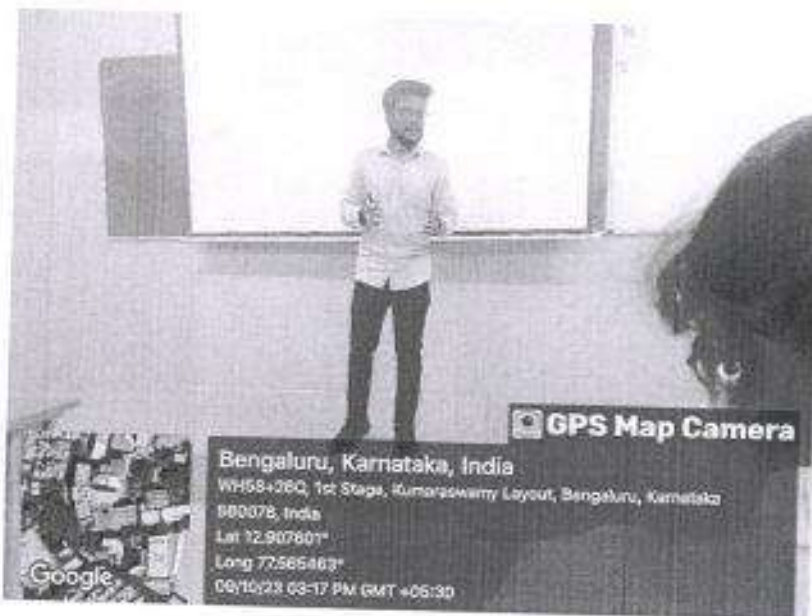 GPS Map Camera
Bengaluru, Karnataka, India
WH58+26Q, 1st Stage, Kumaraswamy Layout, Bengaluru, Karnataka
560078, India
Lat 12.907601°
Long 77.565463°
09/10/23 03:17 PM GMT +05:30
Google